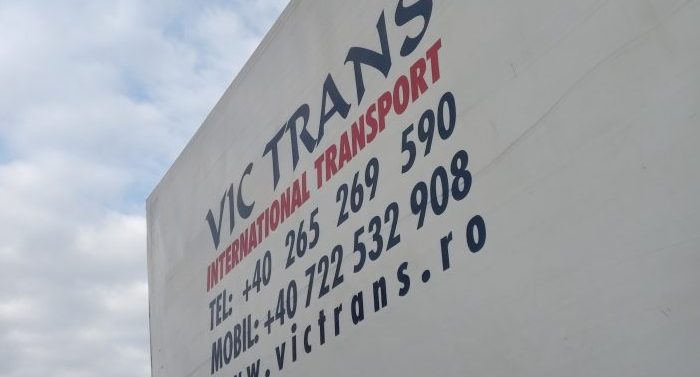 VIC TRANS
INTERNATIONAL TRANSPORT
TEL: +40 265 269 590
MOBIL: +40 722 532 908
www.victrans.ro